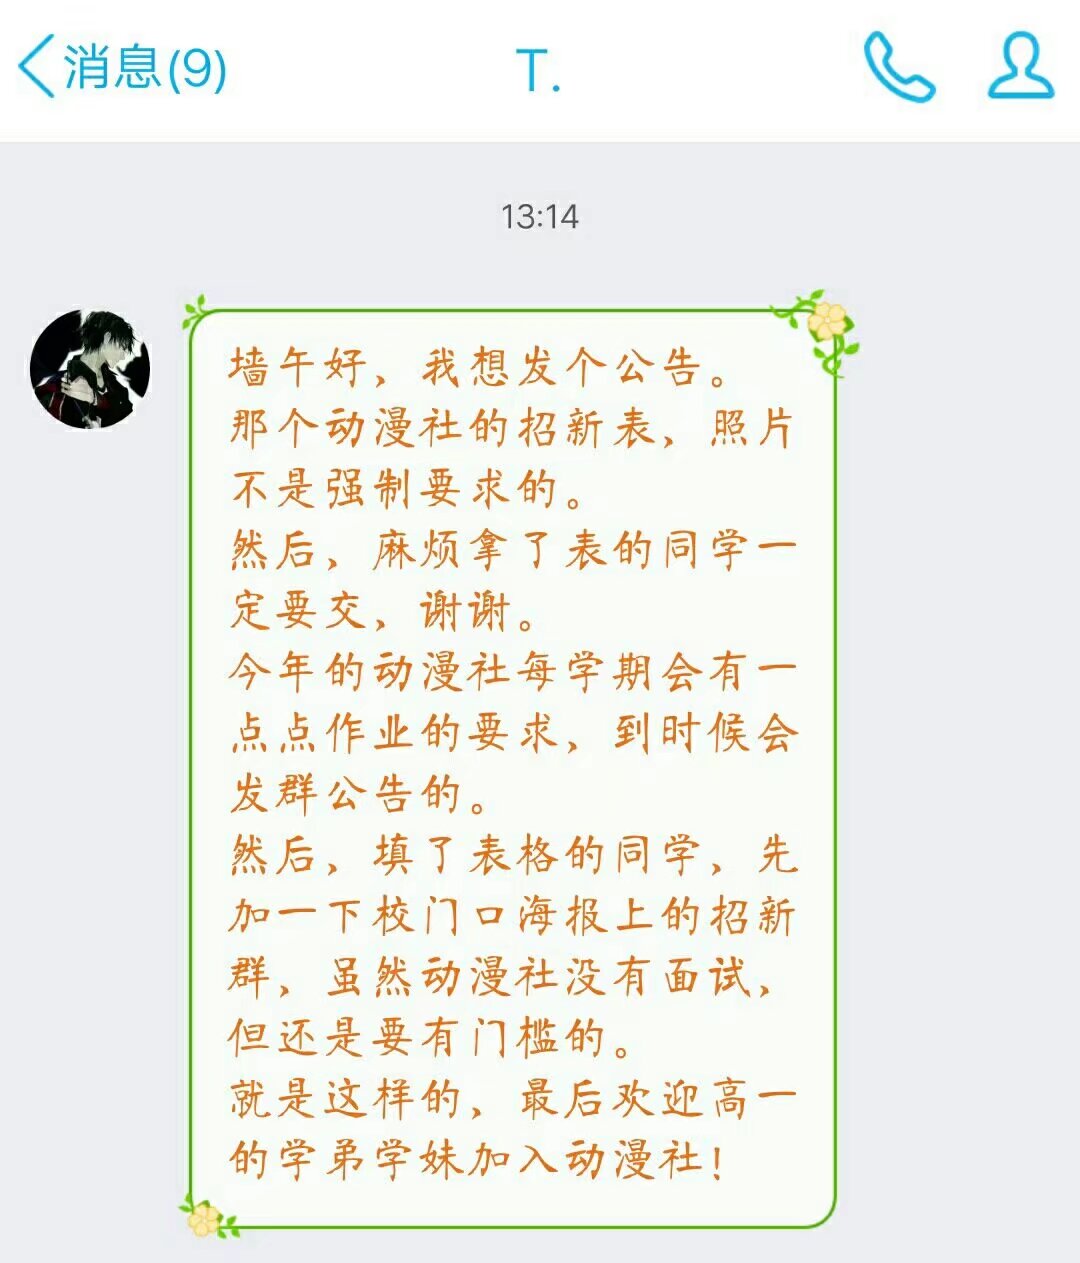 消息(9)
T.
13:14
墙午好，我想发个公告。
那个动漫社的招新表，照片
不是强制要求的。
然后，麻烦拿了表的同学一
定要交，谢谢。
今年的动漫社每学期会有一
点点作业的要求，到时候会
发群公告的。
然后，填了表格的同学，先
加一下校门口海报上的招新
群，虽然动漫社没有面试，
但还是要有门槛的。
就是这样的，最后欢迎高一
的学弟学妹加入动漫社！